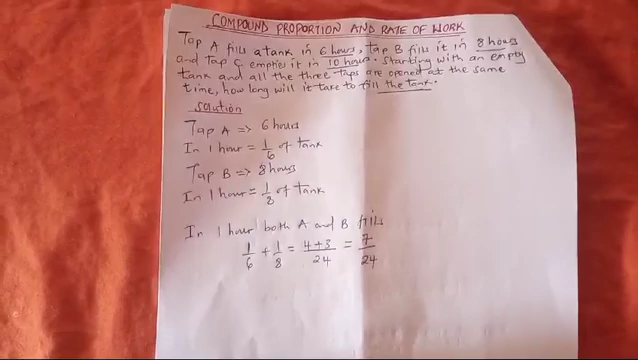 COMPOUND PROPORTION AND RATE OF WORK
Tap A fills a tank in 6 hours, Tap B fills it in 8 hours
and Tap C empties it in 10 hours. Starting with an empty
tank and all the three Taps are opened at the same
time, how long will it take to fill the tank.
Solution
Tap A => 6 hours
In 1 hour = 1/6 of tank
Tap B => 8 hours
In 1 hour = 1/8 of tank
In 1 hour both A and B fills
1/6 + 1/8 = 4+3/24 = 7/24